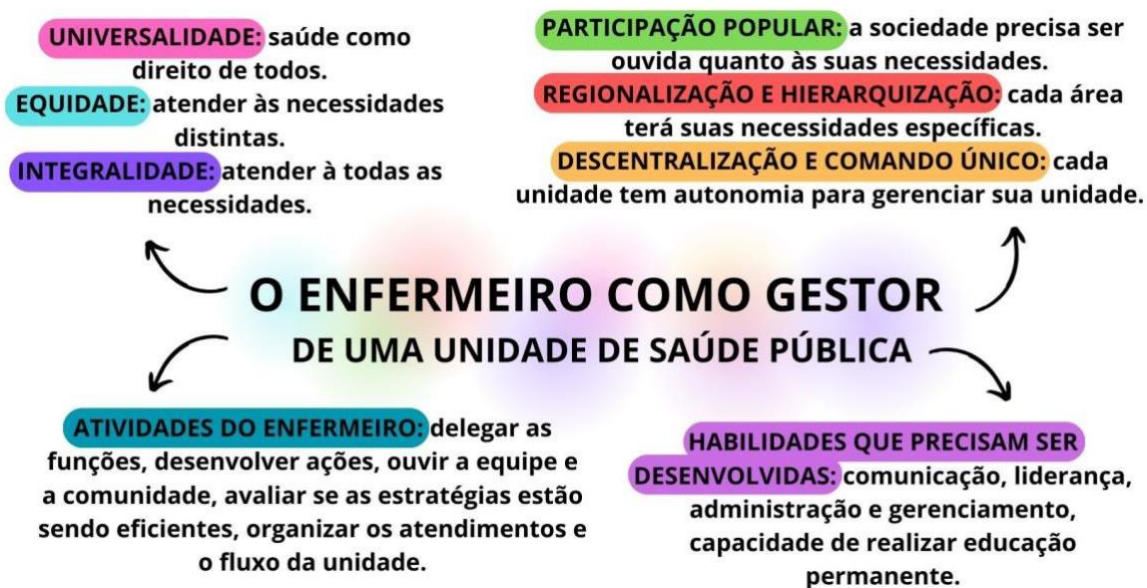 UNIVERSALIDADE: saúde como
direito de todos.
EQUIDADE: atender às necessidades
distintas.
INTEGRALIDADE: atender à todas as
necessidades.
PARTICIPAÇÃO POPULAR: a sociedade precisa ser
ouvida quanto às suas necessidades.
REGIONALIZAÇÃO E HIERARQUIZAÇÃO: cada área
terá suas necessidades específicas.
DESCENTRALIZAÇÃO E COMANDO ÚNICO: cada
unidade tem autonomia para gerenciar sua unidade.
O ENFERMEIRO COMO GESTOR
DE UMA UNIDADE DE SAÚDE PÚBLICA
ATIVIDADES DO ENFERMEIRO: delegar as
funções, desenvolver ações, ouvir a equipe e
a comunidade, avaliar se as estratégias estão
sendo eficientes, organizar os atendimentos e
o fluxo da unidade.
HABILIDADES QUE PRECISAM SER
DESENVOLVIDAS: comunicação, liderança,
administração e gerenciamento,
capacidade de realizar educação
permanente.